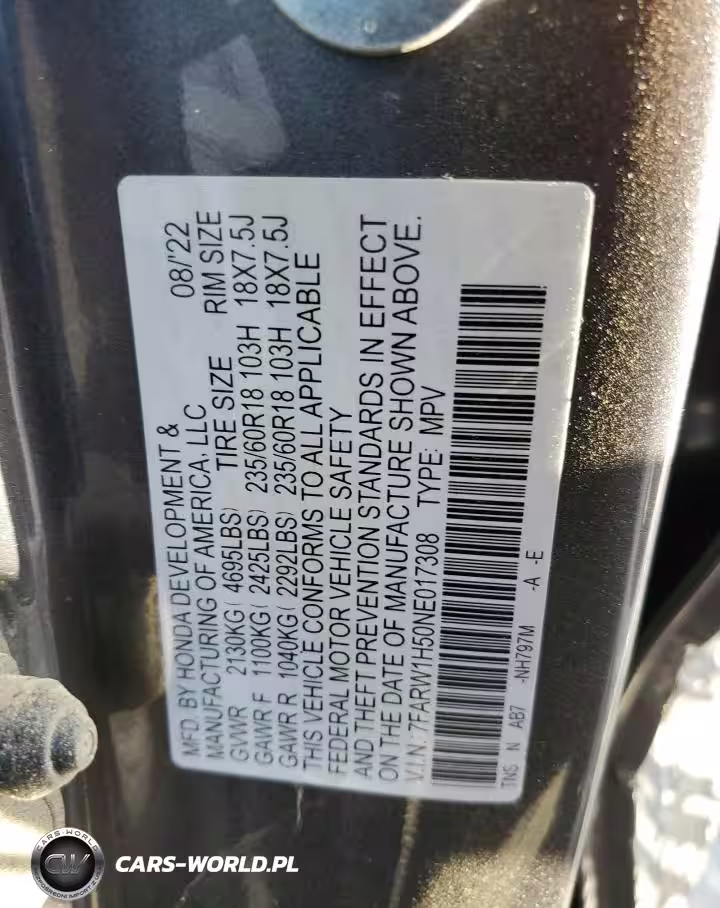 MFD. BY HONDA DEVELOPMENT & 08/'22
MANUFACTURING OF AMERICA, LLC
GVWR 2130KG( 4695LBS) TIRE SIZE RIM SIZE
GAWR F 1100KG( 2425LBS) 235/60R18 103H 18X7.5J
GAWR R 1040KG( 2292LBS) 235/60R18 103H 18X7.5J
THIS VEHICLE CONFORMS TO ALL APPLICABLE
FEDERAL MOTOR VEHICLE SAFETY
AND THEFT PREVENTION STANDARDS IN EFFECT
ON THE DATE OF MANUFACTURE SHOWN ABOVE.
V.I.N. 7FARW1H50NE017308 TYPE: MPV
TNS N AB7 -NH797M -A -E
CARS-WORLD
CW
CARS-WORLD.PL